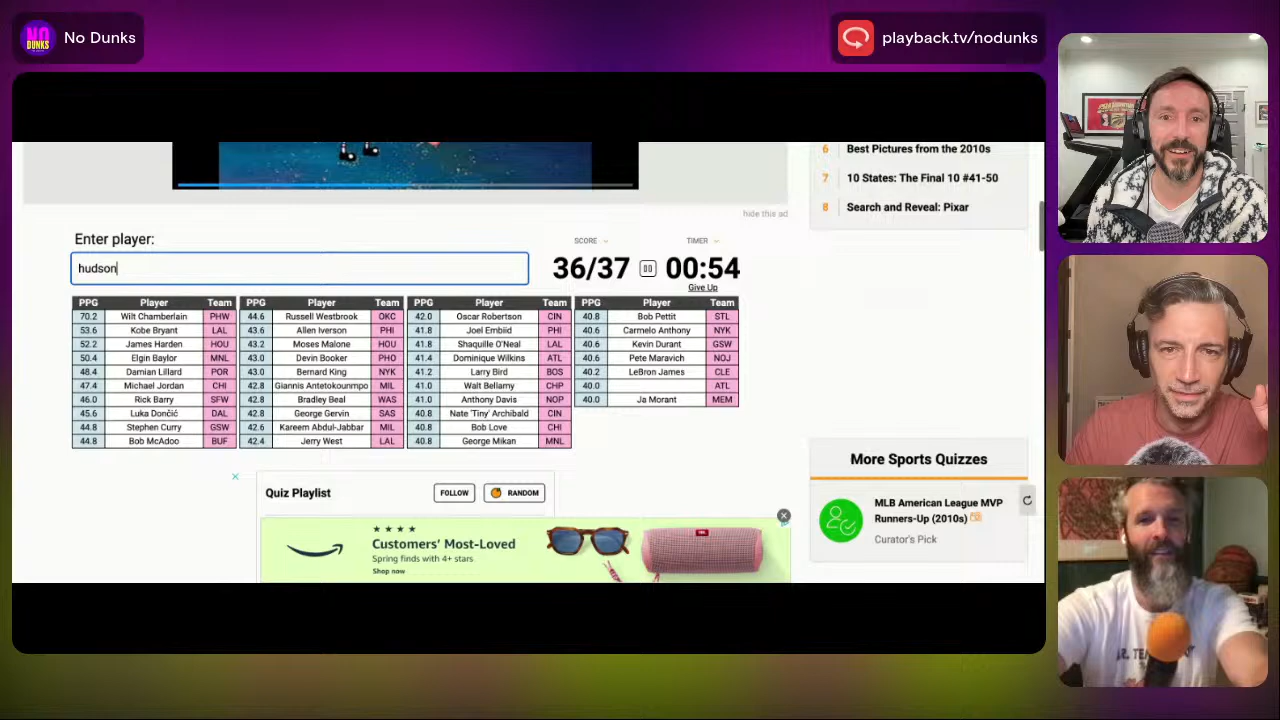 NO DUNKS
No Dunks
playback.tv/nodunks
6 Best Pictures from the 2010s
7 10 States: The Final 10 #41-50
8 Search and Reveal: Pixar
hide this ad
Enter player:
SCORE
TIMER
hudson
36/37
00:54
Give Up
PPG Player Team PPG Player Team PPG Player Team PPG Player Team
70.2 Wilt Chamberlain PHW 44.6 Russell Westbrook OKC 42.0 Oscar Robertson CIN 40.8 Bob Pettit STL
53.6 Kobe Bryant LAL 43.6 Allen Iverson PHI 41.8 Joel Embiid PHI 40.6 Carmelo Anthony NYK
52.2 James Harden HOU 43.2 Moses Malone HOU 41.8 Shaquille O'Neal LAL 40.6 Kevin Durant GSW
50.4 Elgin Baylor MNL 43.0 Devin Booker PHO 41.4 Dominique Wilkins ATL 40.6 Pete Maravich NOJ
48.4 Damian Lillard POR 43.0 Bernard King NYK 41.2 Larry Bird BOS 40.2 LeBron James CLE
47.4 Michael Jordan CHI 42.8 Giannis Antetokounmpo MIL 41.0 Walt Bellamy CHP 40.0 ATL
46.0 Rick Barry SFW 42.8 Bradley Beal WAS 41.0 Anthony Davis NOP 40.0 Ja Morant MEM
45.6 Luka Dončić DAL 42.8 George Gervin SAS 40.8 Nate 'Tiny' Archibald CIN
44.8 Stephen Curry GSW 42.6 Kareem Abdul-Jabbar MIL 40.8 Bob Love CHI
44.8 Bob McAdoo BUF 42.4 Jerry West LAL 40.8 George Mikan MNL
More Sports Quizzes
MLB American League MVP
Runners-Up (2010s)
Curator's Pick
Quiz Playlist
FOLLOW
RANDOM
Customers' Most-Loved
Spring finds with 4+ stars
Shop now